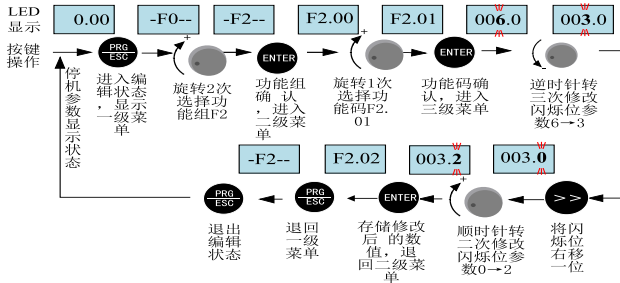 LED
显示
0.00
-F0--
-F2--
F2.00
F2.01
006.0
003.0
按键
操作
PRG
ESC
+
ENTER
+
PRG
ESC
ENTER
停机参数显示状态
进入编
辑状态
,显示
一级菜
单
旋转2次
选择功
能组F2
功能组
确 认
,进入
二级菜
单
旋转1次
选择功
能码F2.
01
功能码确
认，进入
三级菜单
逆时针转
三次修改
闪烁位参
数6→3
-F2--
F2.02
003.2
003.0
PRG
ESC
PRG
ESC
ENTER
+
>>
退出
编辑
状态
退回
一级
菜单
存储修改
后 的数
值，退
回二级菜
单
顺时针转
二次修改
闪烁位参
数0→2
将闪
烁位
右移
一位